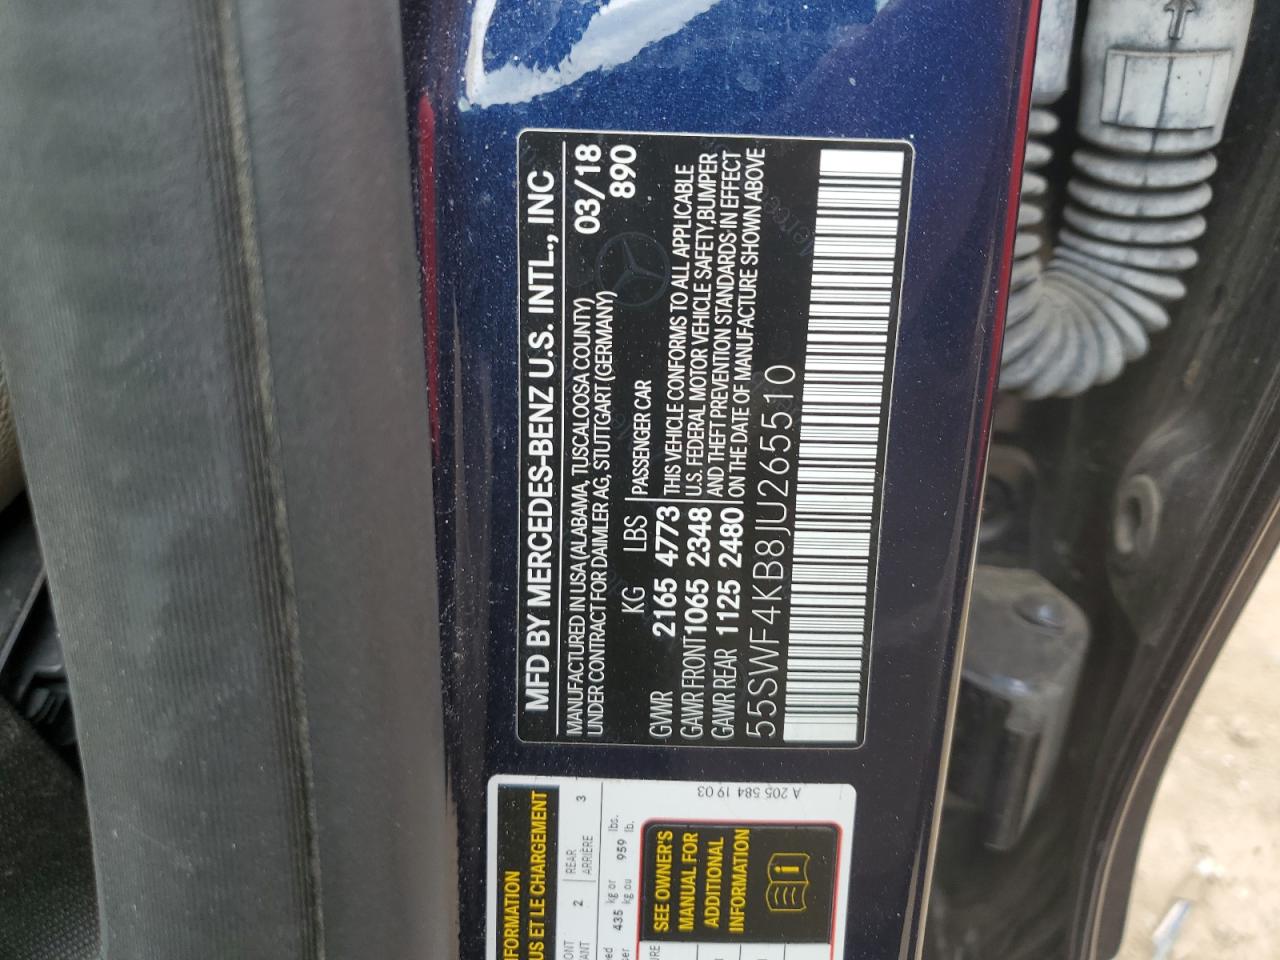 MFD BY MERCEDES-BENZ U.S. INTL., INC
MANUFACTURED IN USA (ALABAMA, TUSCALOOSA COUNTY) 03/18
UNDER CONTRACT FOR DAIMLER AG, STUTTGART (GERMANY) 890
KG LBS PASSENGER CAR
GVWR 2165 4773
GAWR FRONT 1065 2348
GAWR REAR 1125 2480
THIS VEHICLE CONFORMS TO ALL APPLICABLE
U.S. FEDERAL MOTOR VEHICLE SAFETY, BUMPER
AND THEFT PREVENTION STANDARDS IN EFFECT
ON THE DATE OF MANUFACTURE SHOWN ABOVE
55SWF4KB8JU265510
US ET LE CHARGEMENT
2 REAR 3
ARRIÈRE
435 kg or 959 lbs.
kg ou lb.
SEE OWNER'S
MANUAL FOR
ADDITIONAL
INFORMATION
A 205 584 19 03